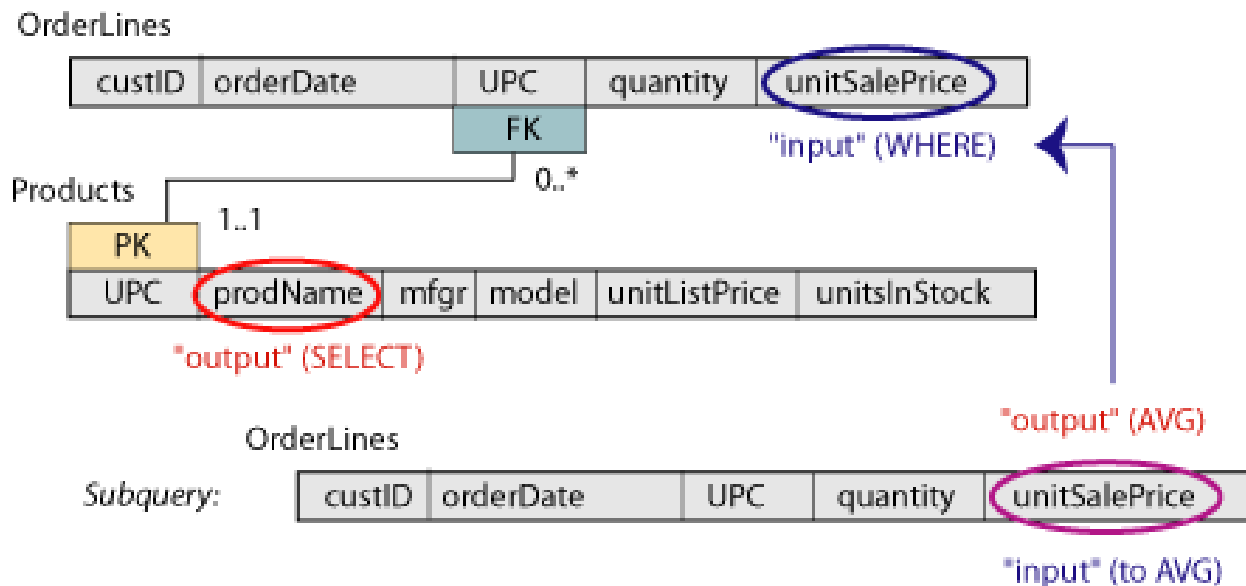 OrderLines
custID orderDate UPC quantity unitSalePrice
FK
"input" (WHERE)
0..*
Products
1..1
PK
UPC prodName mfgr model unitListPrice unitsInStock
"output" (SELECT)
"output" (AVG)
OrderLines
Subquery: custID orderDate UPC quantity unitSalePrice
"input" (to AVG)